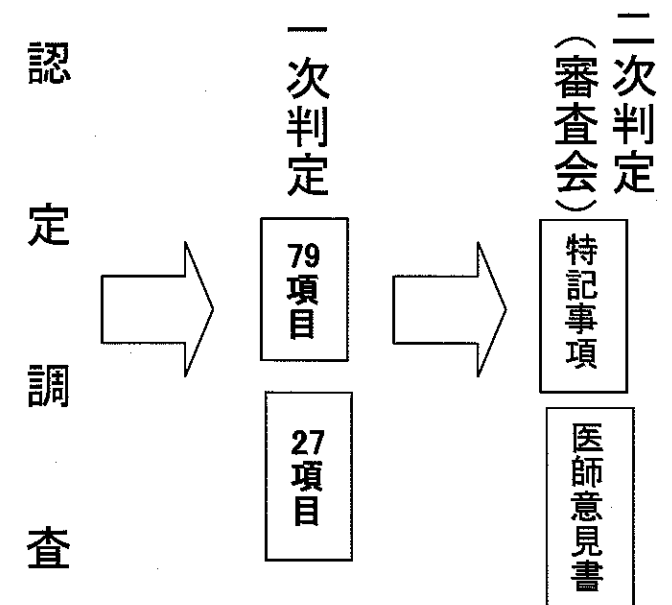 認定調査
一次判定
79項目
27項目
二次判定
（審査会）
特記事項
医師意見書